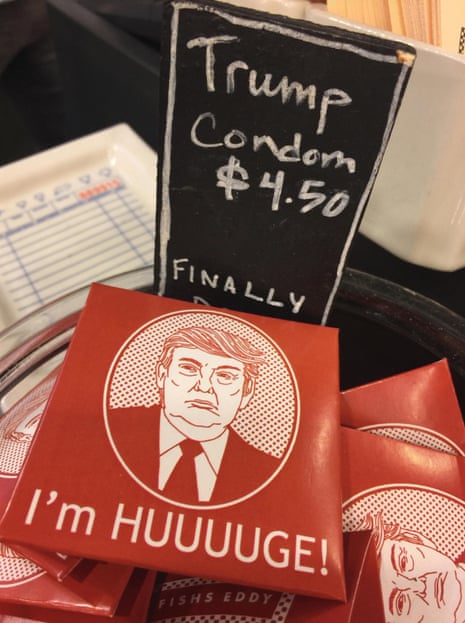 Trump
Condom
$4.50
FINALLY
I'm HUUUUGE!
FISHS EDDY